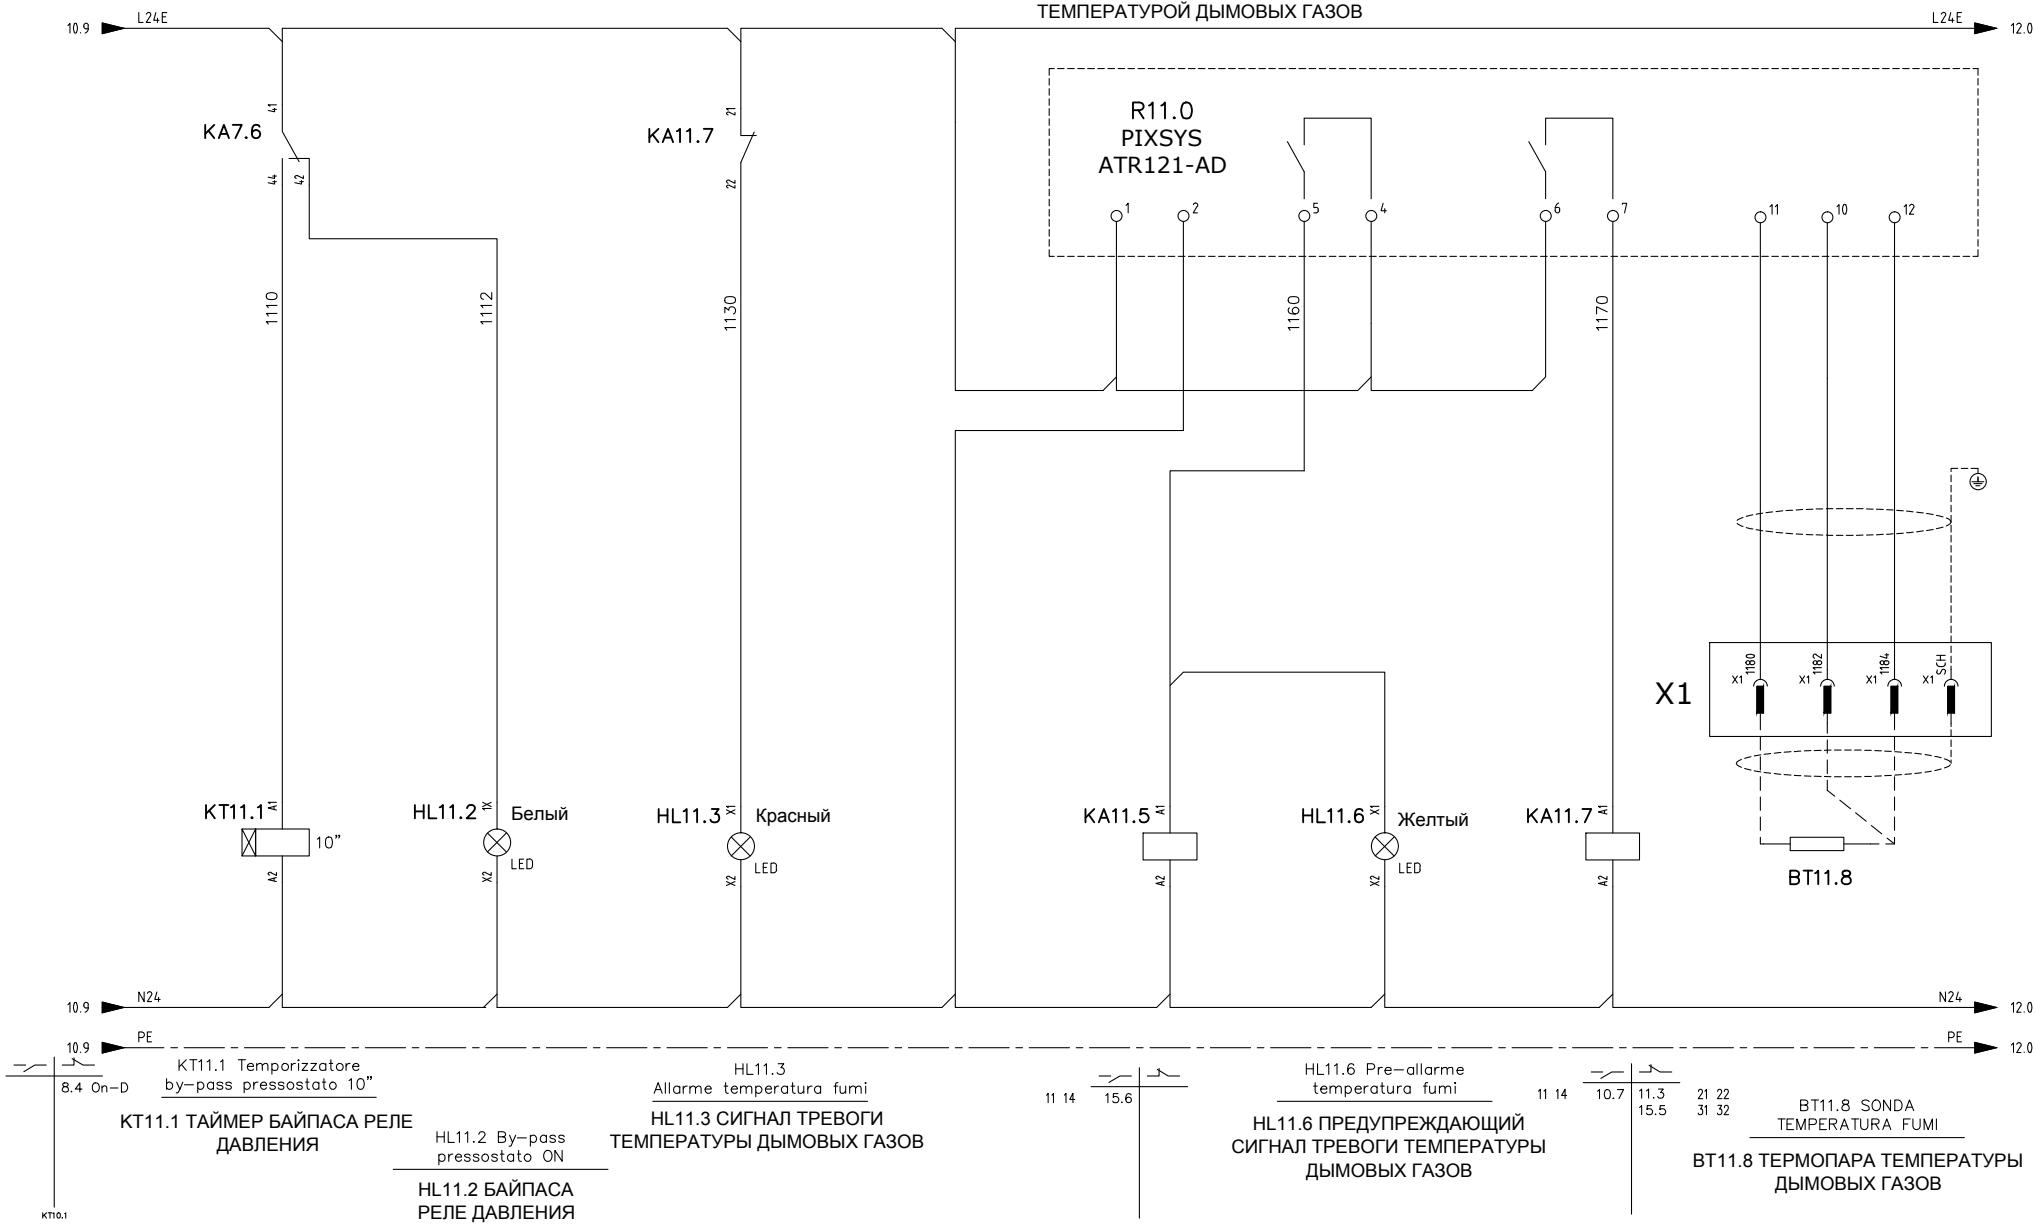 ТЕМПЕРАТУРОЙ ДЫМОВЫХ ГАЗОВ
10.9 L24E
L24E 12.0
R11.0
PIXSYS
ATR121-AD
KA7.6
41
44
42
KA11.7
21
22
1
2
5
4
6
7
11
10
12
1110
1112
1130
1160
1170
X1
X1 1180
X1 1182
X1 1184
X1 SCH
KT11.1
A1
10”
A2
HL11.2
1X
Белый
LED
X2
HL11.3
X1
Красный
LED
X2
KA11.5
A1
A2
HL11.6
X1
Желтый
LED
X2
KA11.7
A1
A2
BT11.8
10.9 N24
N24 12.0
10.9 PE
PE 12.0
8.4 On-D
KT10.1
KT11.1 Temporizzatore
by-pass pressostato 10”
KT11.1 ТАЙМЕР БАЙПАСА РЕЛЕ
ДАВЛЕНИЯ
HL11.2 By-pass
pressostato ON
HL11.2 БАЙПАСА
РЕЛЕ ДАВЛЕНИЯ
HL11.3
Allarme temperatura fumi
HL11.3 СИГНАЛ ТРЕВОГИ
ТЕМПЕРАТУРЫ ДЫМОВЫХ ГАЗОВ
11 14 15.6
HL11.6 Pre-allarme
temperatura fumi
HL11.6 ПРЕДУПРЕЖДАЮЩИЙ
СИГНАЛ ТРЕВОГИ ТЕМПЕРАТУРЫ
ДЫМОВЫХ ГАЗОВ
11 14 10.7 11.3 21 22
15.5 31 32
BT11.8 SONDA
TEMPERATURA FUMI
BT11.8 ТЕРМОПАРА ТЕМПЕРАТУРЫ
ДЫМОВЫХ ГАЗОВ